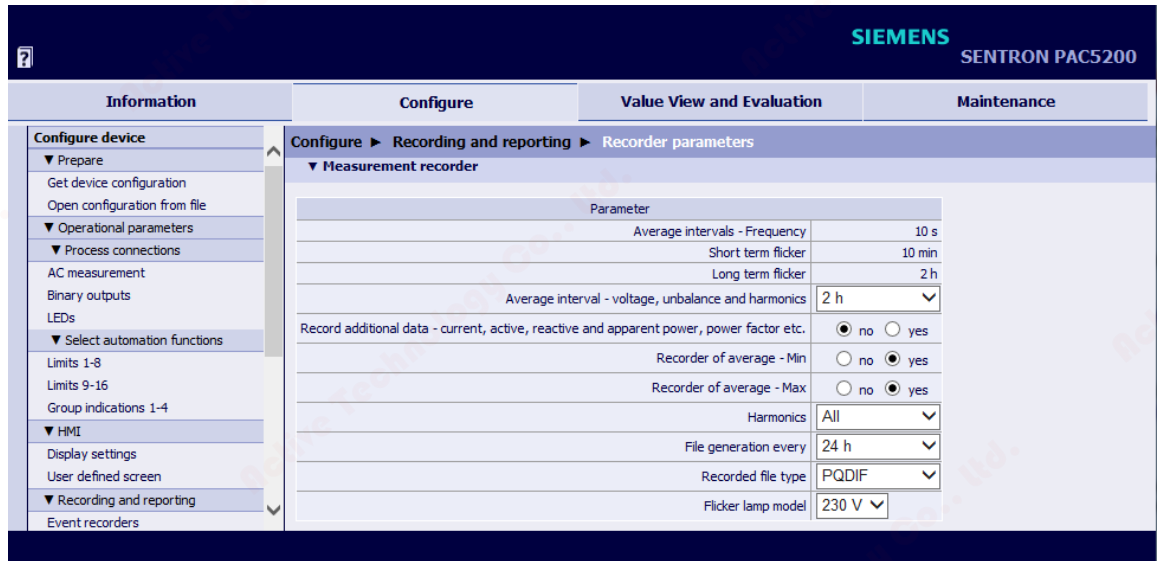 ?
SIEMENS
SENTRON PAC5200
Information Configure Value View and Evaluation Maintenance
Configure device
▼ Prepare
Get device configuration
Open configuration from file
▼ Operational parameters
▼ Process connections
AC measurement
Binary outputs
LEDs
▼ Select automation functions
Limits 1-8
Limits 9-16
Group indications 1-4
▼ HMI
Display settings
User defined screen
▼ Recording and reporting
Event recorders
Configure ► Recording and reporting ► Recorder parameters
▼ Measurement recorder
Parameter
Average intervals - Frequency 10 s
Short term flicker 10 min
Long term flicker 2 h
Average interval - voltage, unbalance and harmonics 2 h
Record additional data - current, active, reactive and apparent power, power factor etc. no yes
Recorder of average - Min no yes
Recorder of average - Max no yes
Harmonics All
File generation every 24 h
Recorded file type PQDIF
Flicker lamp model 230 V
Active Technology Co., Ltd.